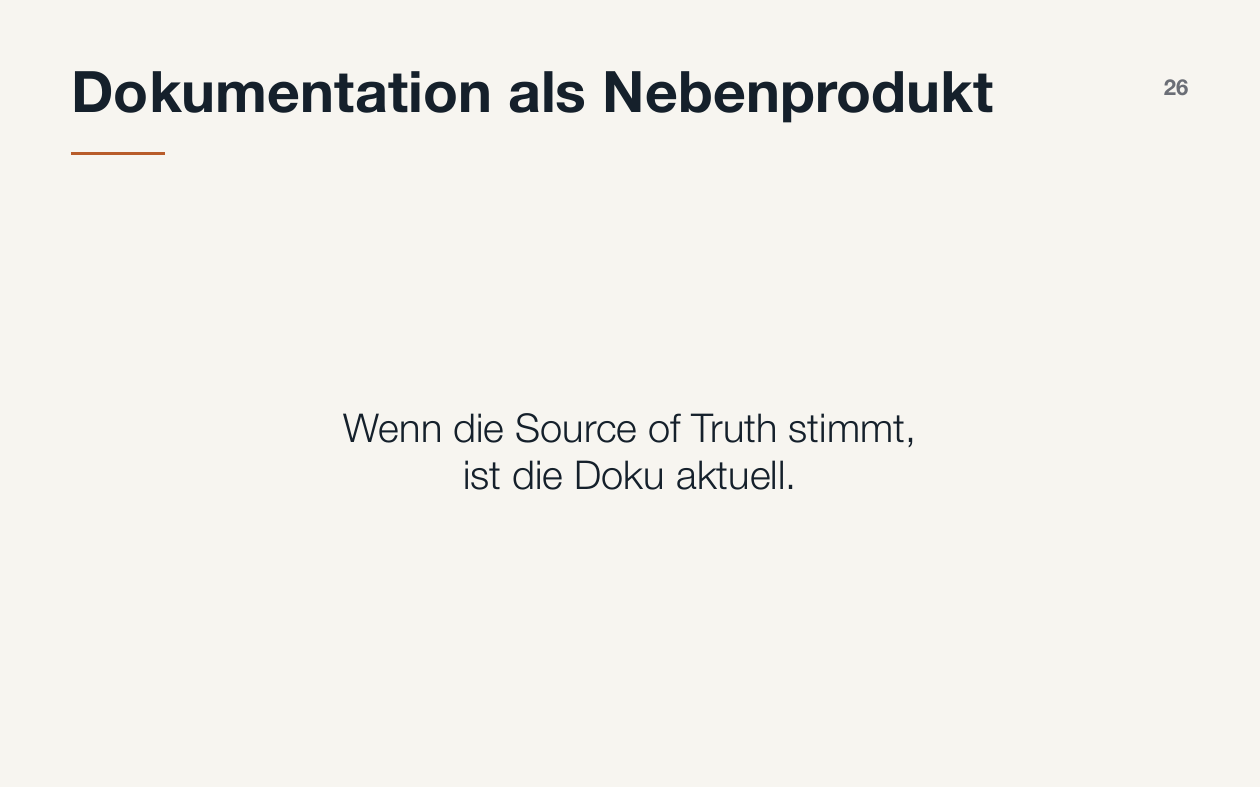 Dokumentation als Nebenprodukt
26
Wenn die Source of Truth stimmt,
ist die Doku aktuell.